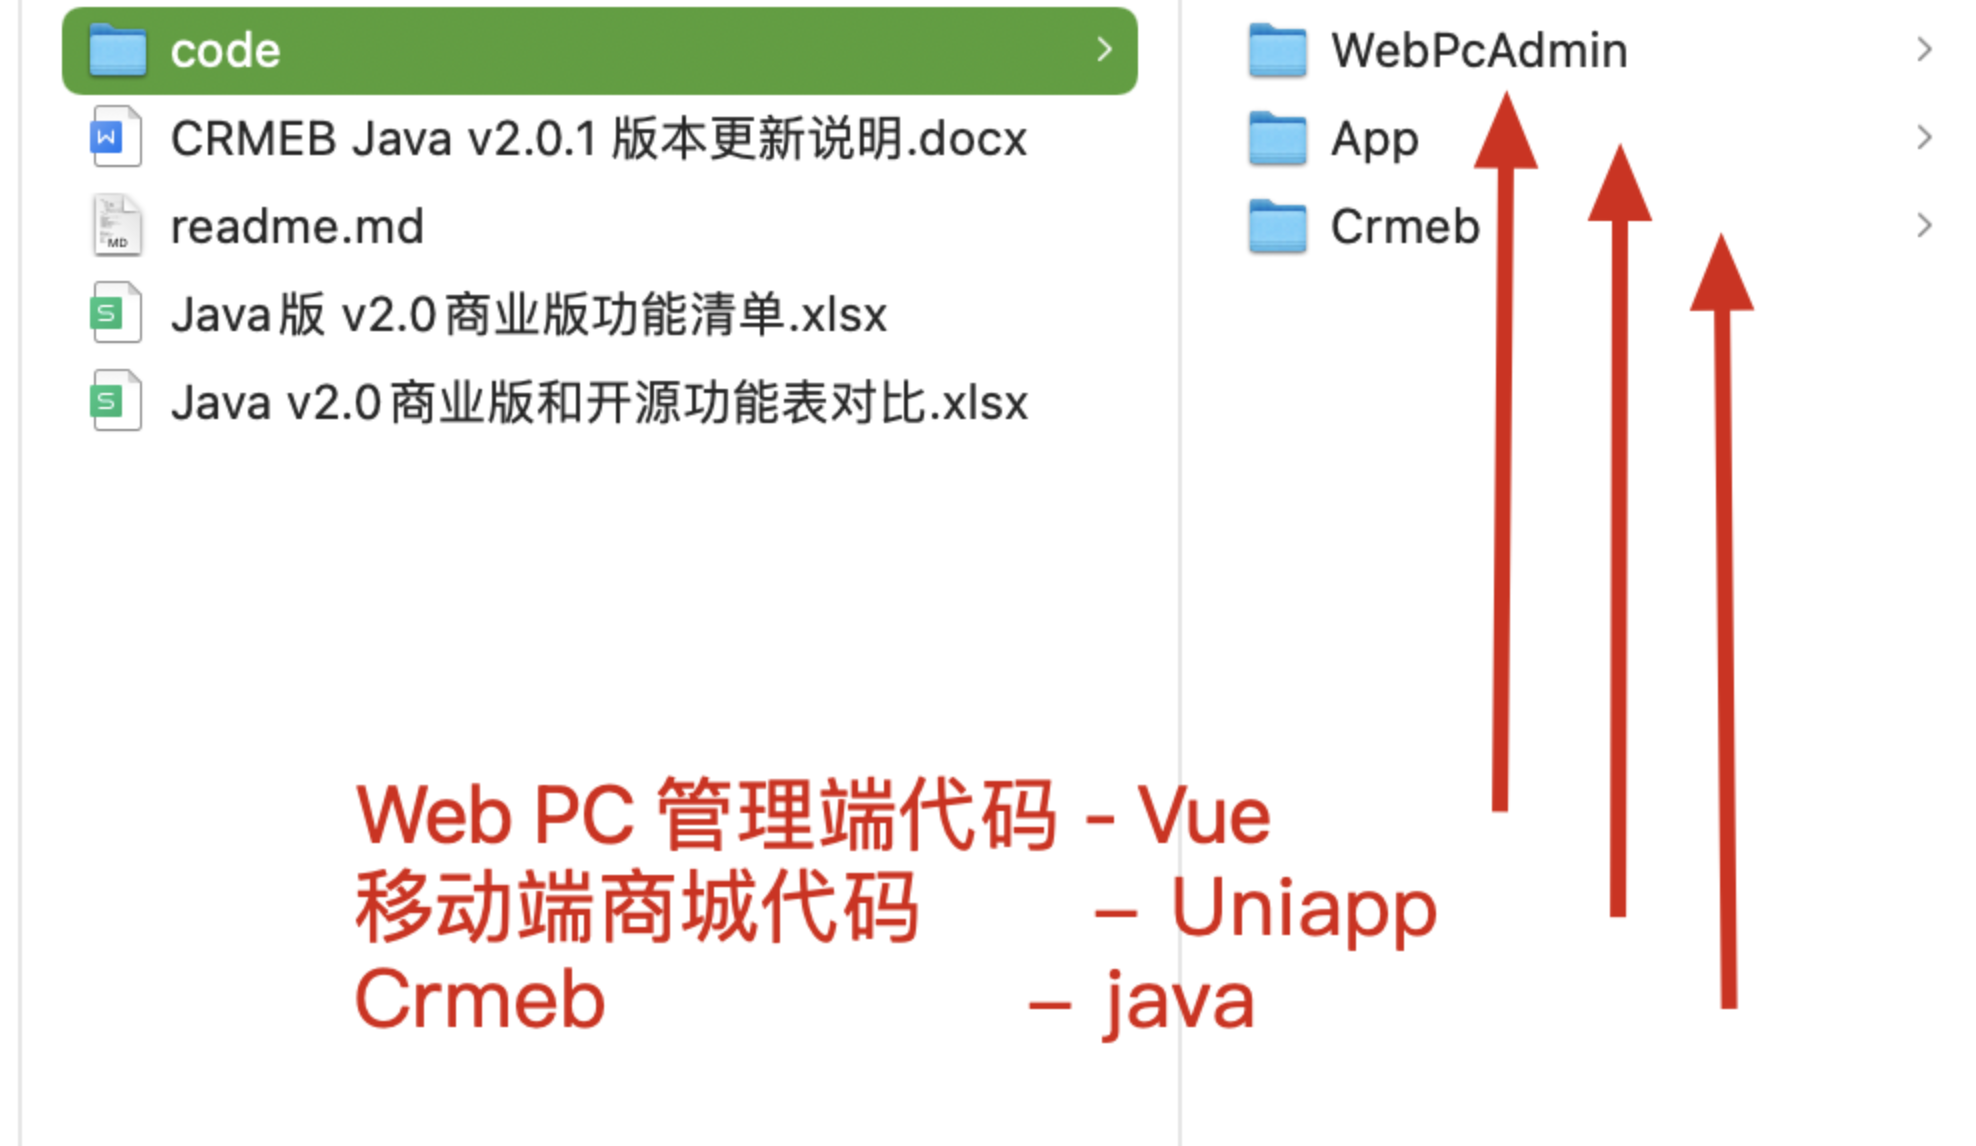 code
CRMEB Java v2.0.1 版本更新说明.docx
readme.md
Java版 v2.0商业版功能清单.xlsx
Java v2.0商业版和开源功能表对比.xlsx
WebPcAdmin
App
Crmeb
Web PC 管理端代码 - Vue
移动端商城代码 – Uniapp
Crmeb – java
W
MD
S
S